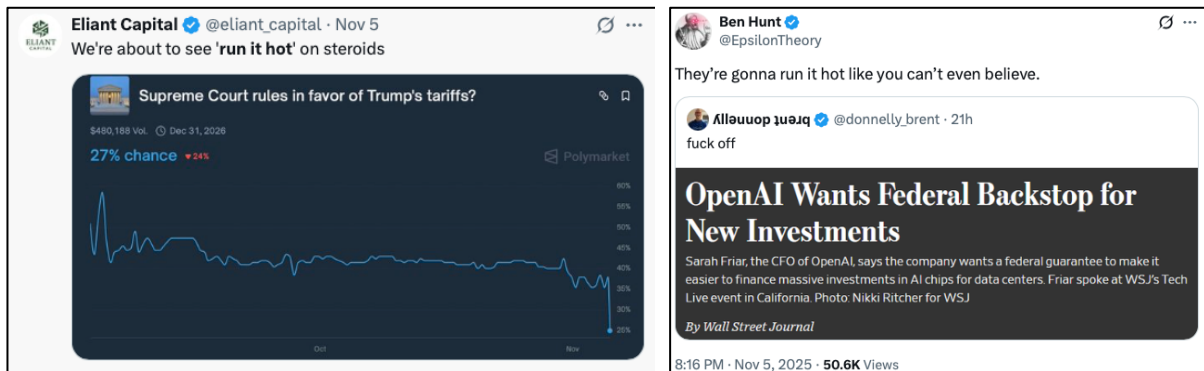 Eliant Capital @eliant_capital · Nov 5
We're about to see 'run it hot' on steroids
ELIANT
CAPITAL
Supreme Court rules in favor of Trump's tariffs?
$480,188 Vol. Dec 31, 2026
27% chance ▼24%
Polymarket
60%
55%
50%
45%
40%
35%
30%
25%
Oct
Nov
Ben Hunt
@EpsilonTheory
They're gonna run it hot like you can't even believe.
ʎllǝuuop ʇuǝɹq @donnelly_brent · 21h
fuck off
OpenAI Wants Federal Backstop for
New Investments
Sarah Friar, the CFO of OpenAI, says the company wants a federal guarantee to make it
easier to finance massive investments in AI chips for data centers. Friar spoke at WSJ's Tech
Live event in California. Photo: Nikki Ritcher for WSJ
By Wall Street Journal
8:16 PM · Nov 5, 2025 · 50.6K Views